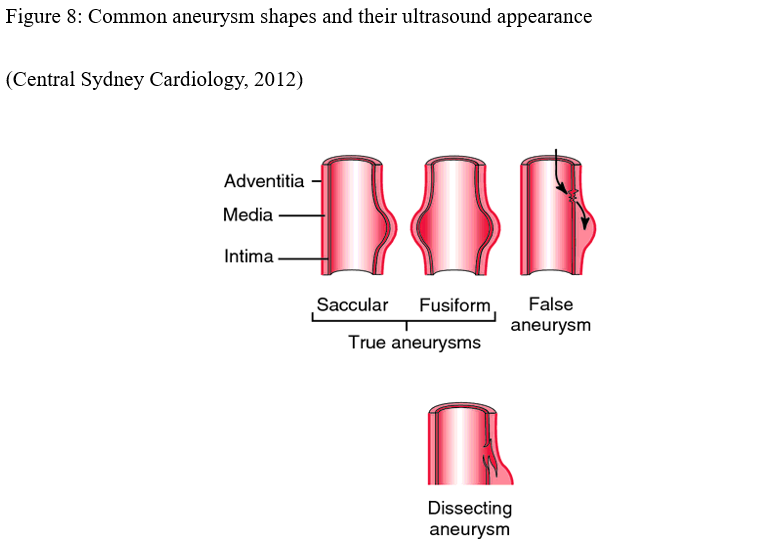 Figure 8: Common aneurysm shapes and their ultrasound appearance
(Central Sydney Cardiology, 2012)
Adventitia
Media
Intima
Saccular
Fusiform
False
aneurysm
True aneurysms
Dissecting
aneurysm